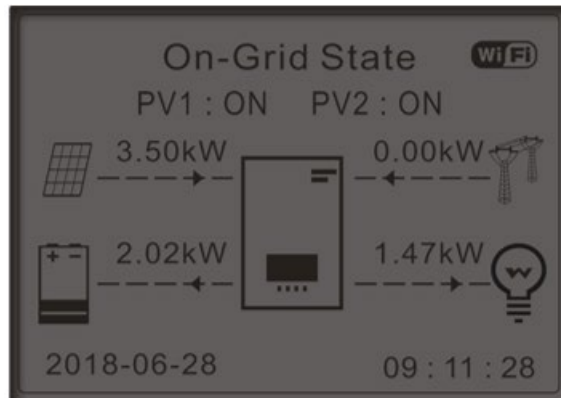 On-Grid State WiFi
PV1 : ON PV2 : ON
3.50kW 0.00kW
2.02kW 1.47kW
2018-06-28 09 : 11 : 28